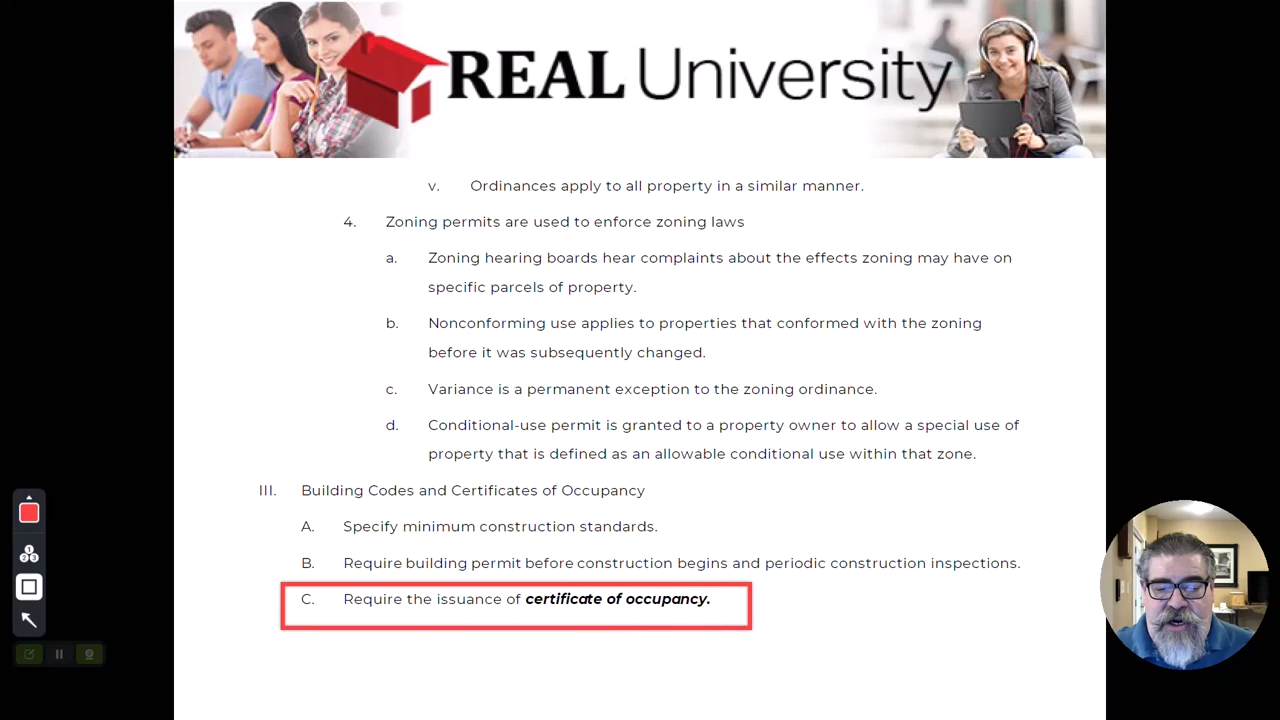 REAL University
v. Ordinances apply to all property in a similar manner.
4. Zoning permits are used to enforce zoning laws
a. Zoning hearing boards hear complaints about the effects zoning may have on
specific parcels of property.
b. Nonconforming use applies to properties that conformed with the zoning
before it was subsequently changed.
c. Variance is a permanent exception to the zoning ordinance.
d. Conditional-use permit is granted to a property owner to allow a special use of
property that is defined as an allowable conditional use within that zone.
III. Building Codes and Certificates of Occupancy
A. Specify minimum construction standards.
B. Require building permit before construction begins and periodic construction inspections.
C. Require the issuance of certificate of occupancy.